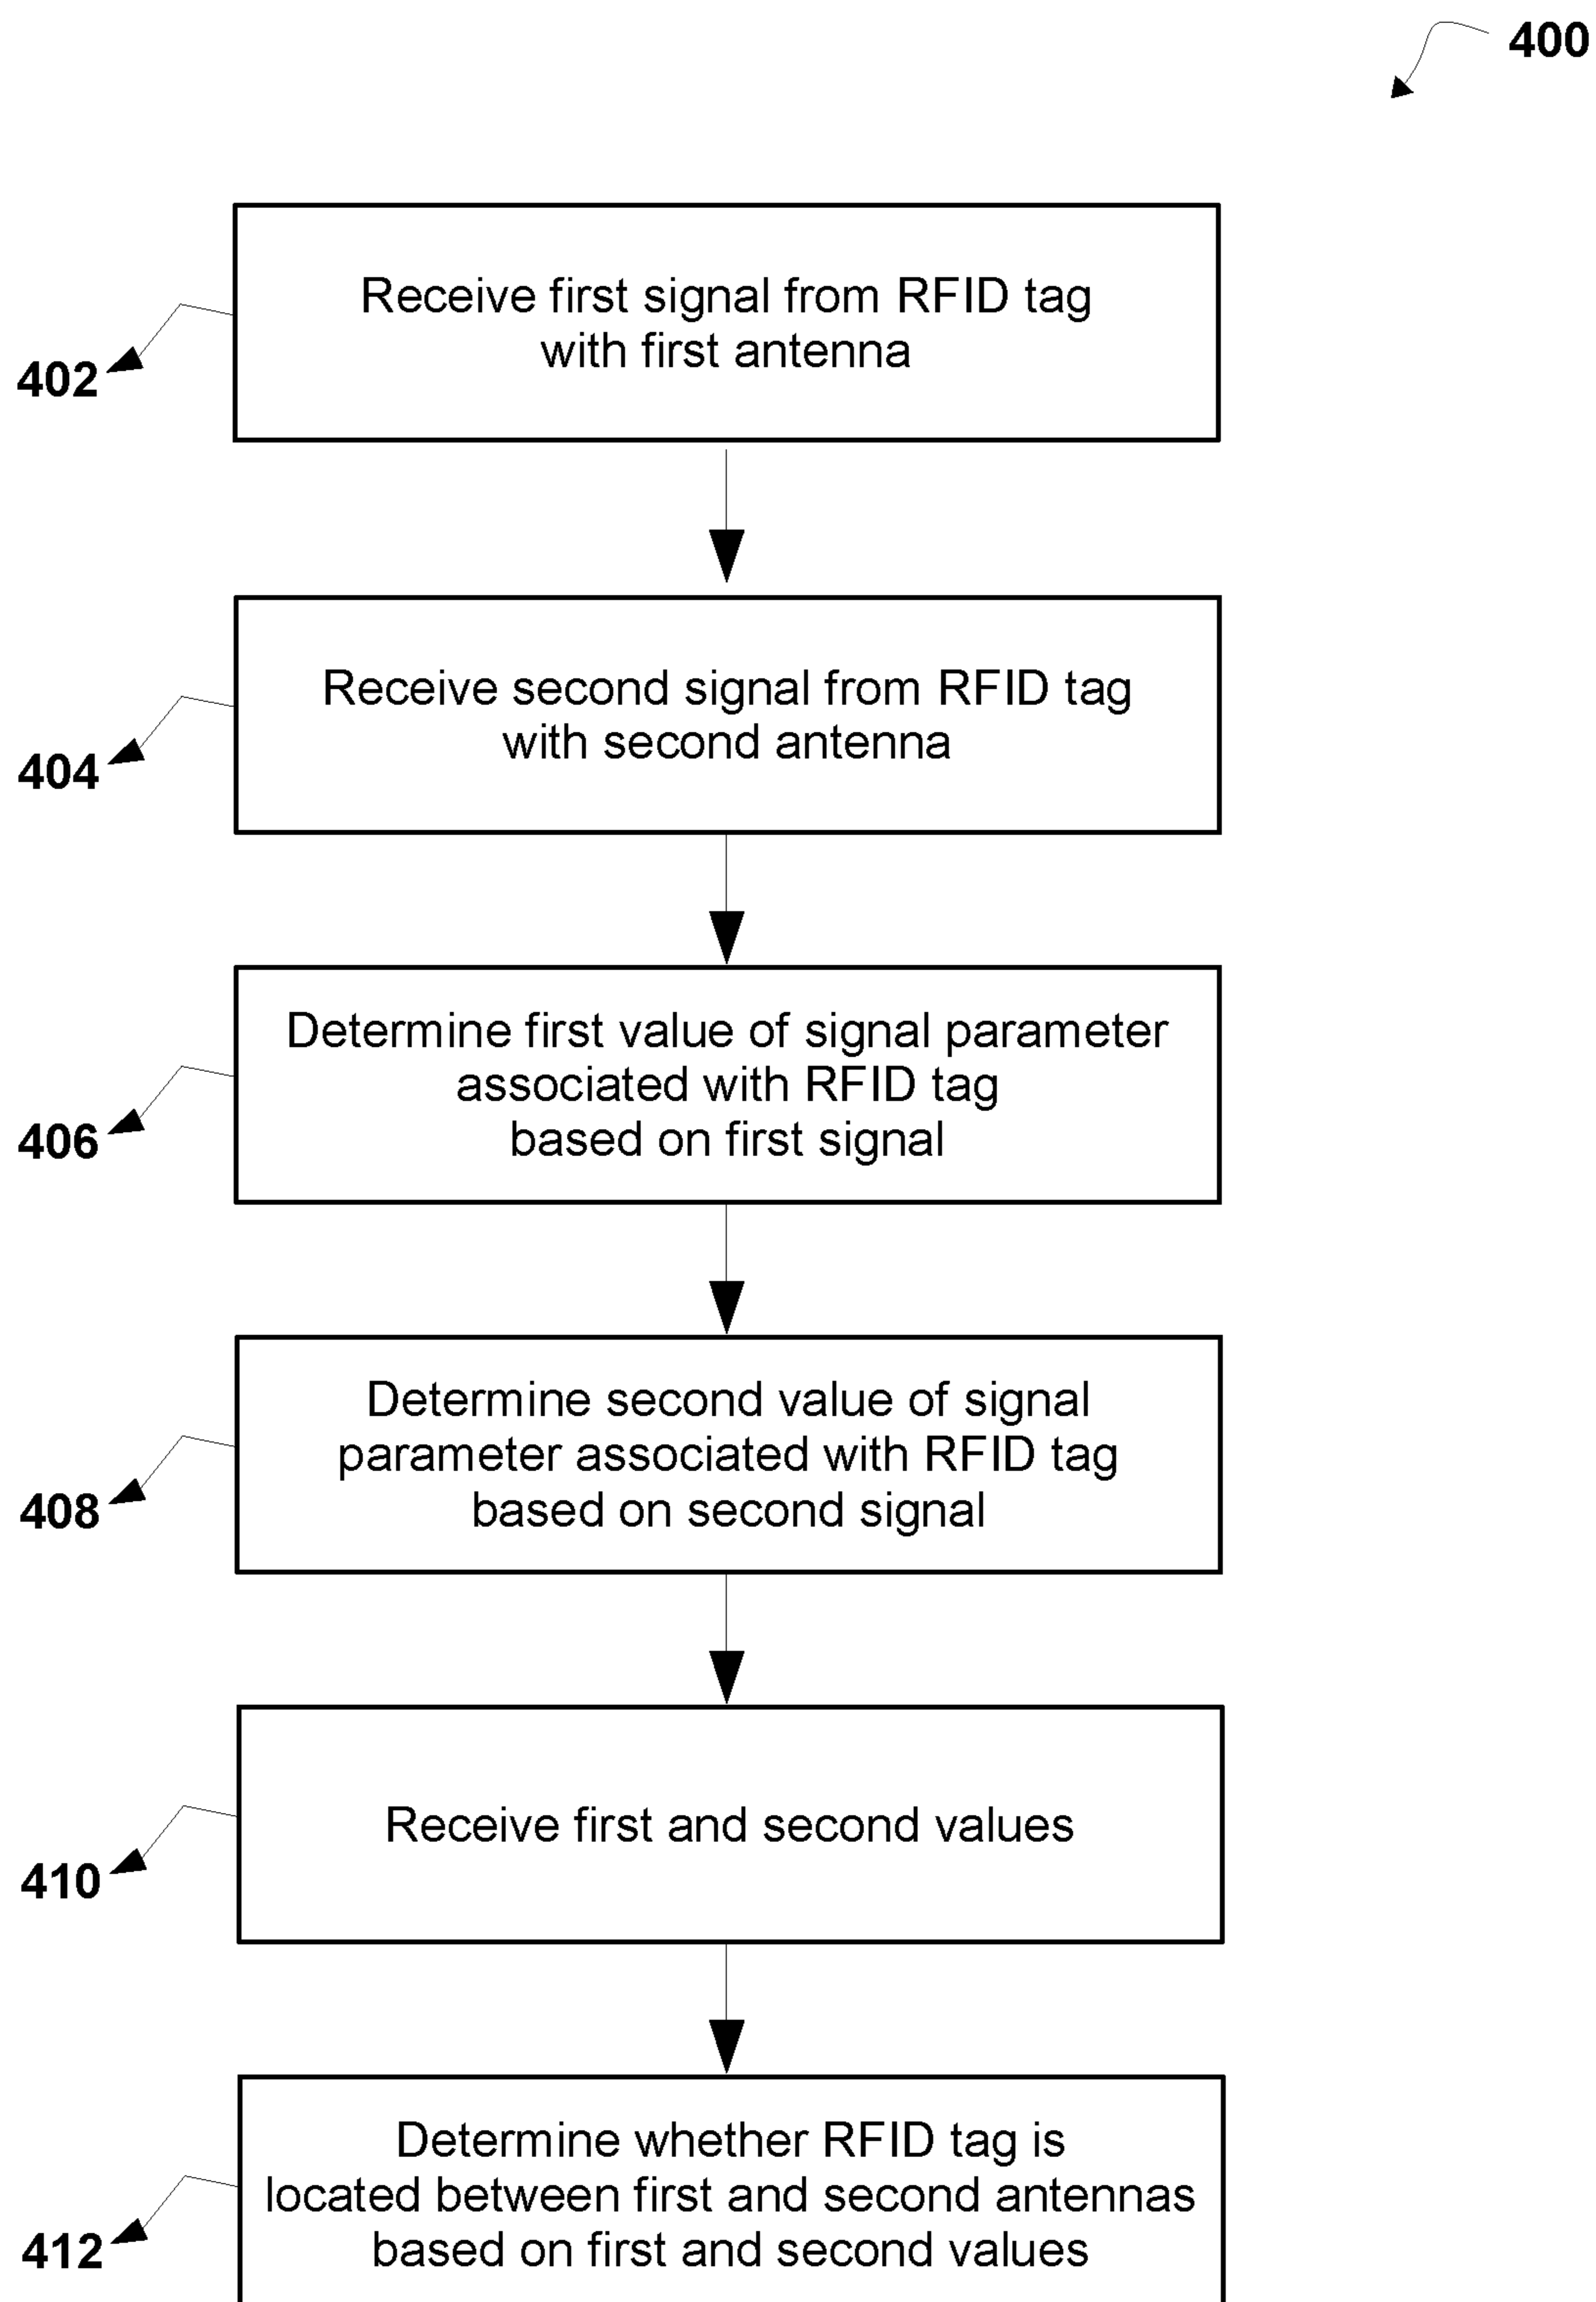 400
Receive first signal from RFID tag
with first antenna
402
Receive second signal from RFID tag
with second antenna
404
Determine first value of signal parameter
associated with RFID tag
based on first signal
406
Determine second value of signal
parameter associated with RFID tag
based on second signal
408
Receive first and second values
410
Determine whether RFID tag is
located between first and second antennas
based on first and second values
412